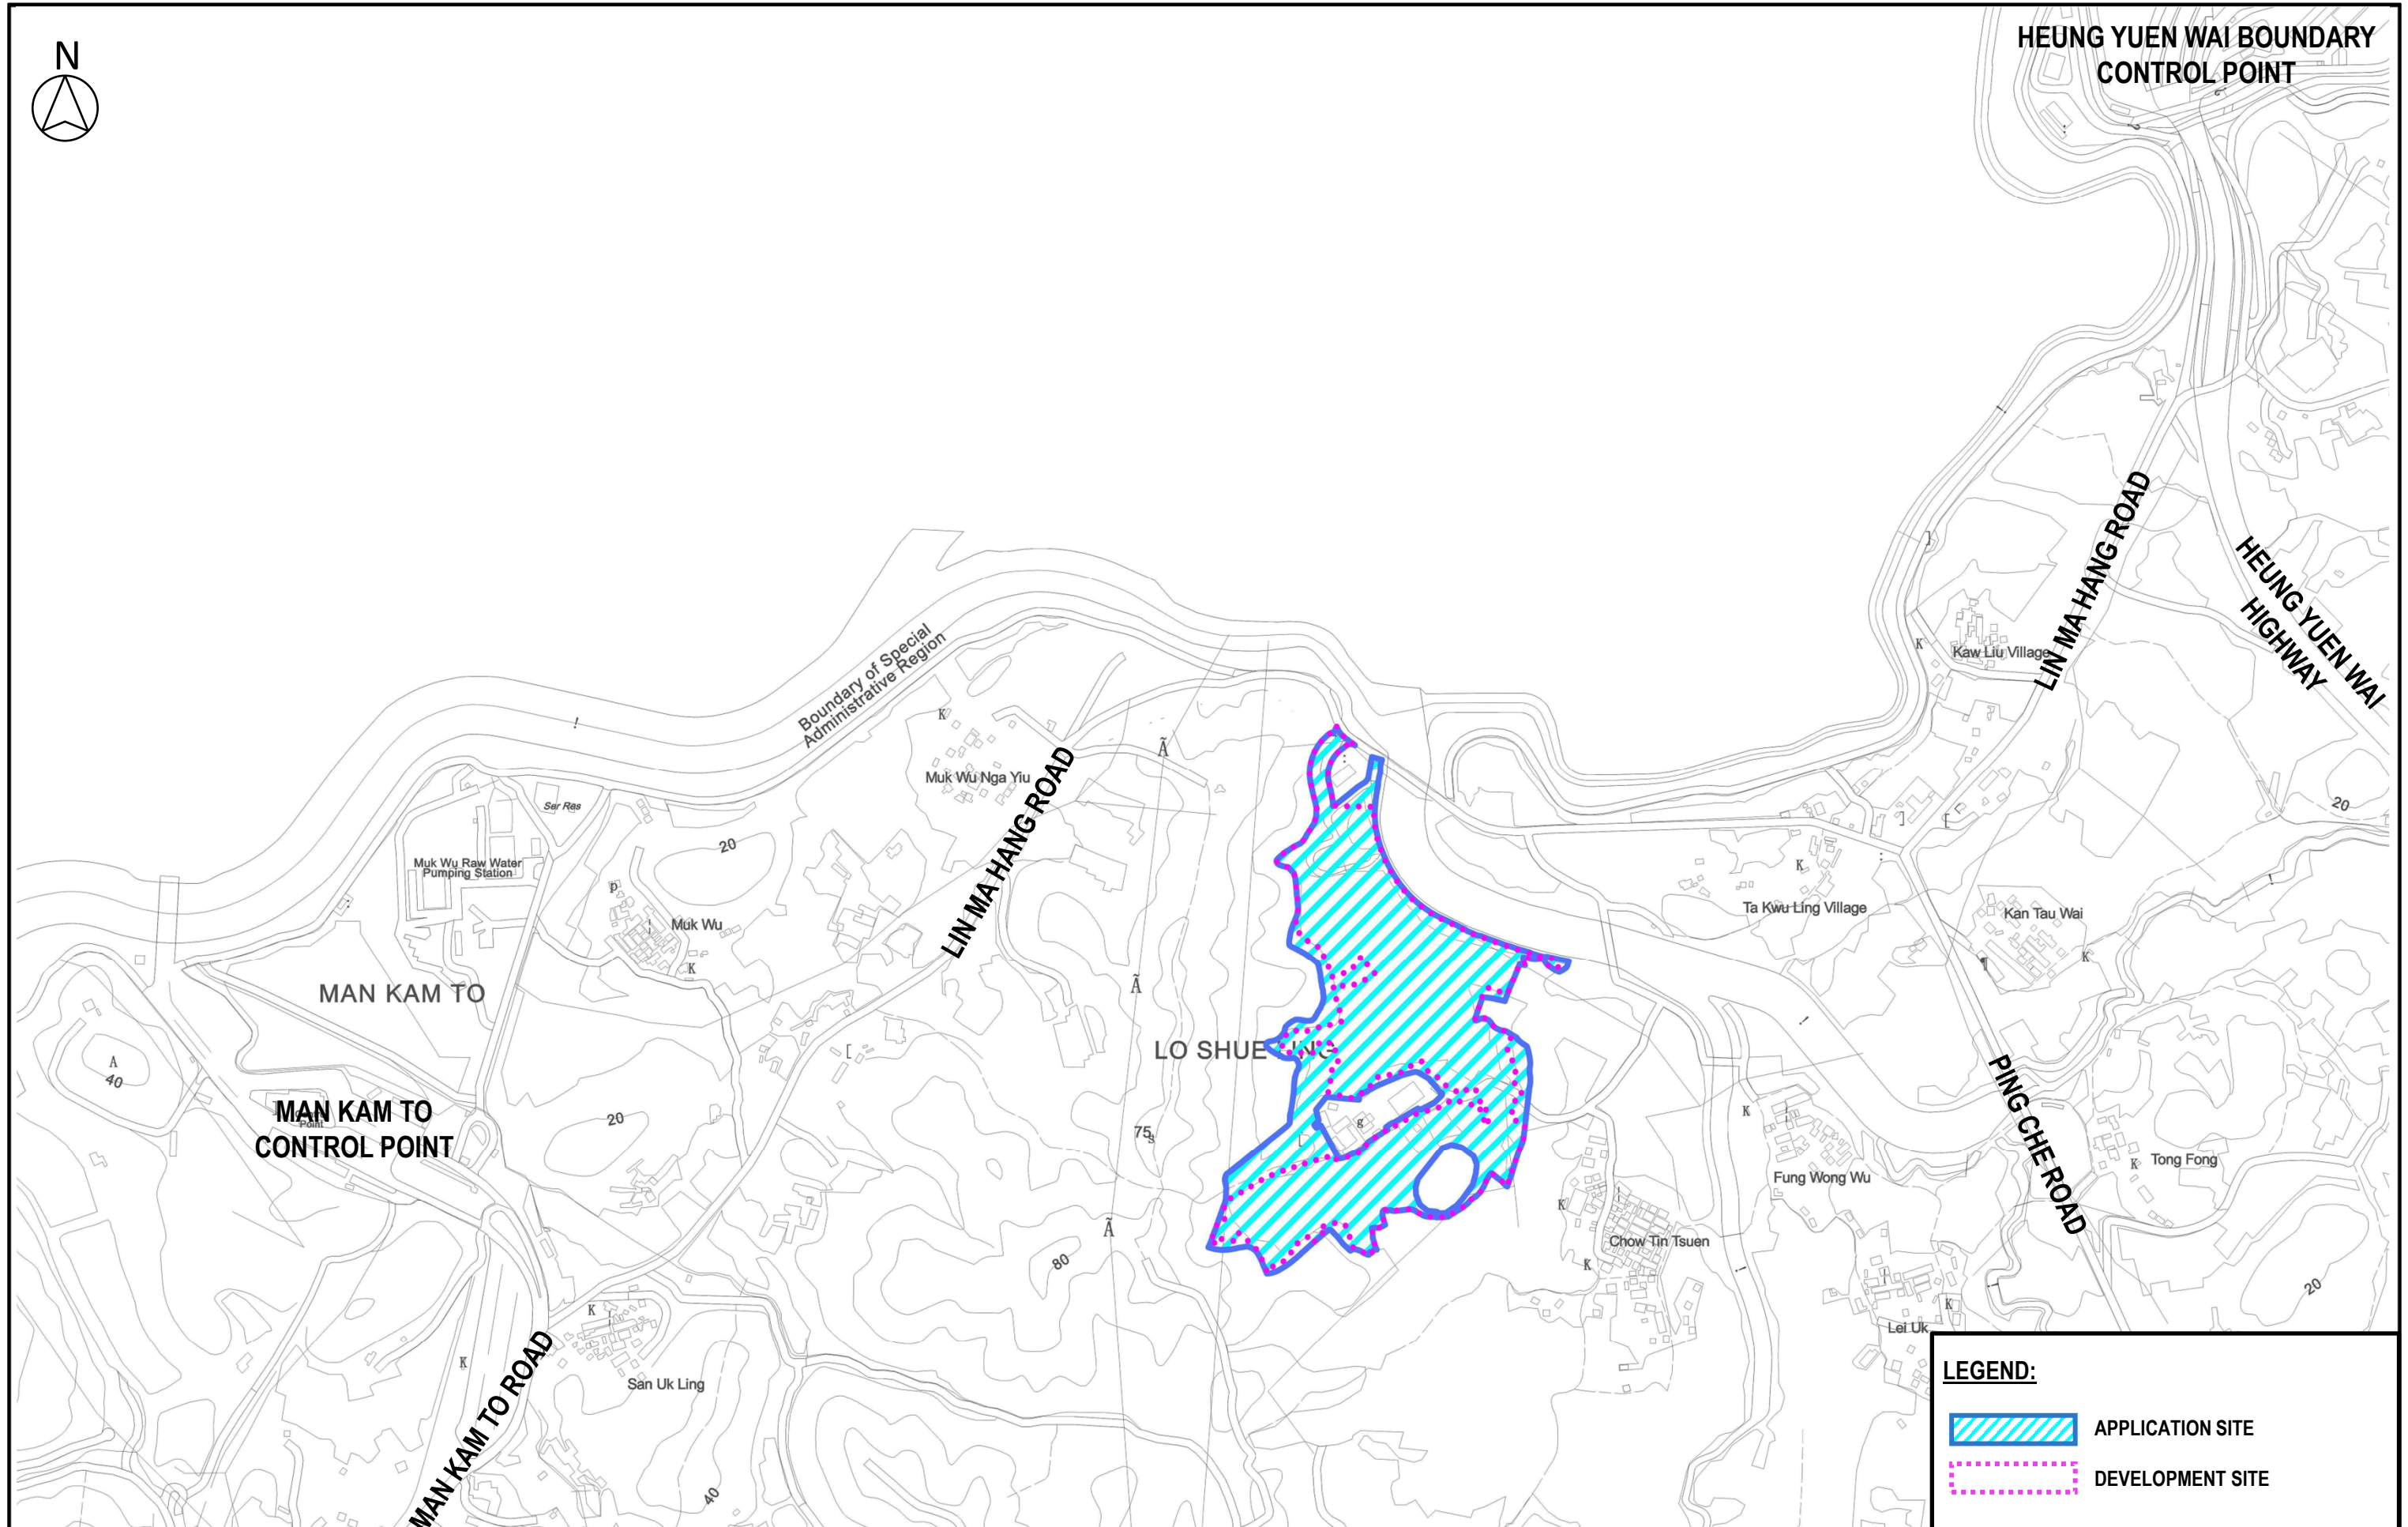 N
HEUNG YUEN WAI BOUNDARY
CONTROL POINT
LIN MA HANG ROAD
HEUNG YUEN WAI
HIGHWAY
Boundary of Special
Administrative Region
Kaw Liu Village
K
K
Muk Wu Nga Yiu
LIN MA HANG ROAD
Ã
Ser Res
20
20
Muk Wu Raw Water
Pumping Station
p
Muk Wu
K
K
Ta Kwu Ling Village
Kan Tau Wai
K
MAN KAM TO
Ã
A
40
LO SHUE LING
MAN KAM TO
CONTROL POINT
20
75
s
g
K
PING CHE ROAD
Fung Wong Wu
Tong Fong
K
K
Ã
Chow Tin Tsuen
K
80
20
K
San Uk Ling
K
K
Lei Uk
MAN KAM TO ROAD
40
LEGEND:
APPLICATION SITE
DEVELOPMENT SITE